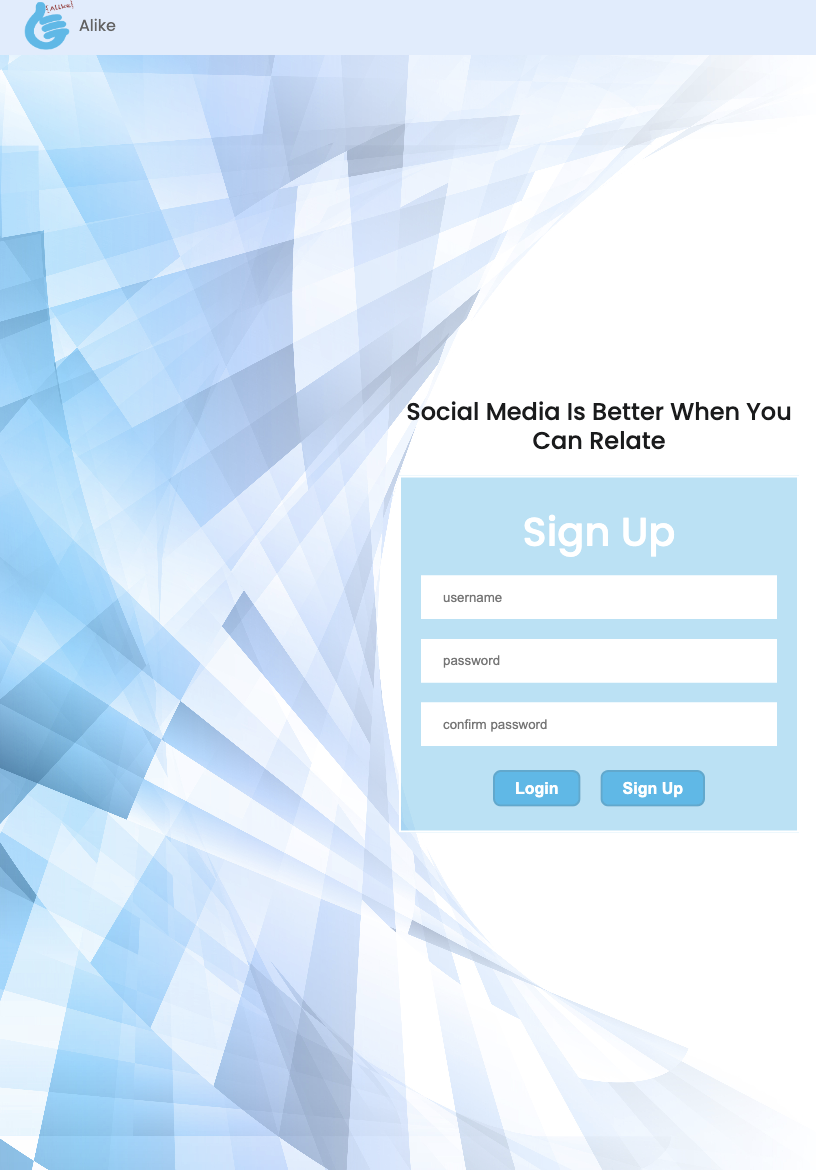 {Alike}
Alike
Social Media Is Better When You
Can Relate
Sign Up
username
password
confirm password
Login
Sign Up